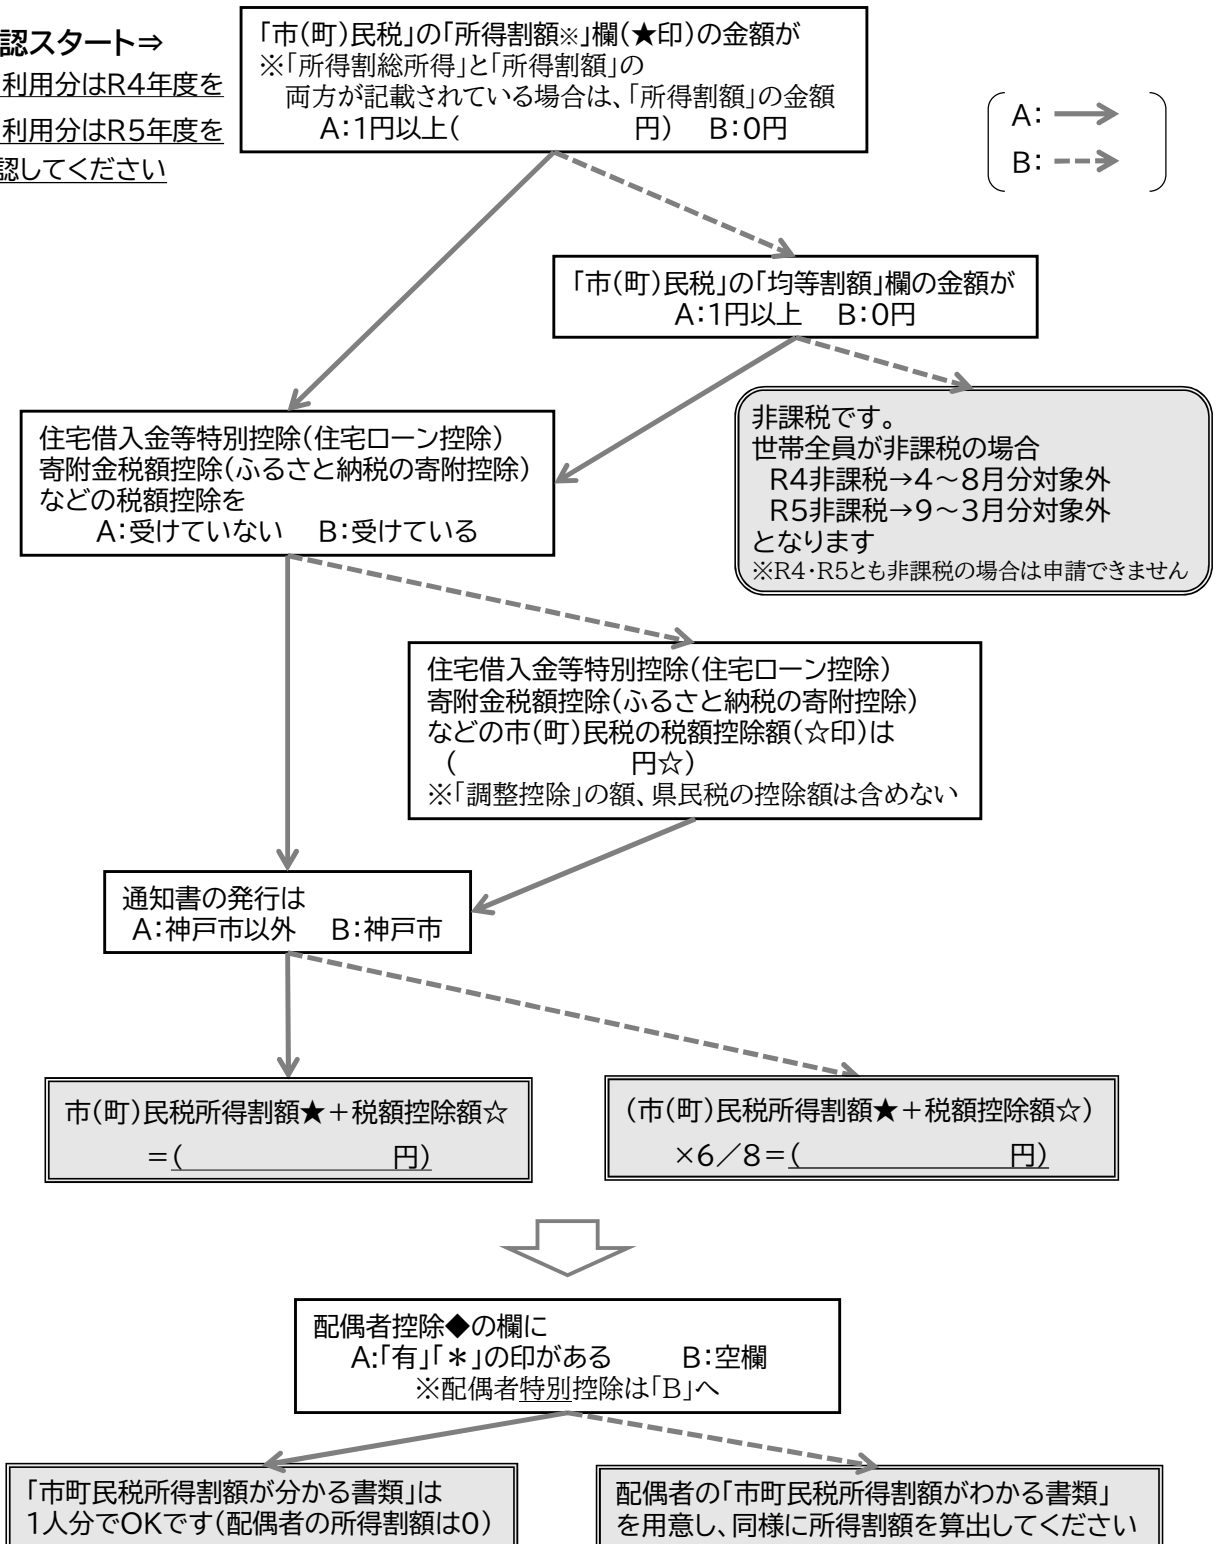 認スタート⇒
利用分はR4年度を
利用分はR5年度を
認してください
「市(町)民税」の「所得割額※」欄(★印)の金額が
※「所得割総所得」と「所得割額」の
両方が記載されている場合は、「所得割額」の金額
A:1円以上(　　　　円)　B:0円
A:
B:
「市(町)民税」の「均等割額」欄の金額が
A:1円以上　B:0円
住宅借入金等特別控除(住宅ローン控除)
寄附金税額控除(ふるさと納税の寄附控除)
などの税額控除を
A:受けていない　B:受けている
非課税です。
世帯全員が非課税の場合
R4非課税→4～8月分対象外
R5非課税→9～3月分対象外
となります
※R4・R5とも非課税の場合は申請できません
住宅借入金等特別控除(住宅ローン控除)
寄附金税額控除(ふるさと納税の寄附控除)
などの市(町)民税の税額控除額(☆印)は
(　　　　円☆)
※「調整控除」の額、県民税の控除額は含めない
通知書の発行は
A:神戸市以外　B:神戸市
市(町)民税所得割額★+税額控除額☆
=(　　　　円)
(市(町)民税所得割額★+税額控除額☆)
×6/8=(　　　　円)
配偶者控除◆の欄に
A:「有」「＊」の印がある　B:空欄
※配偶者特別控除は「B」へ
「市町民税所得割額が分かる書類」は
1人分でOKです(配偶者の所得割額は0)
配偶者の「市町民税所得割額がわかる書類」
を用意し、同様に所得割額を算出してください